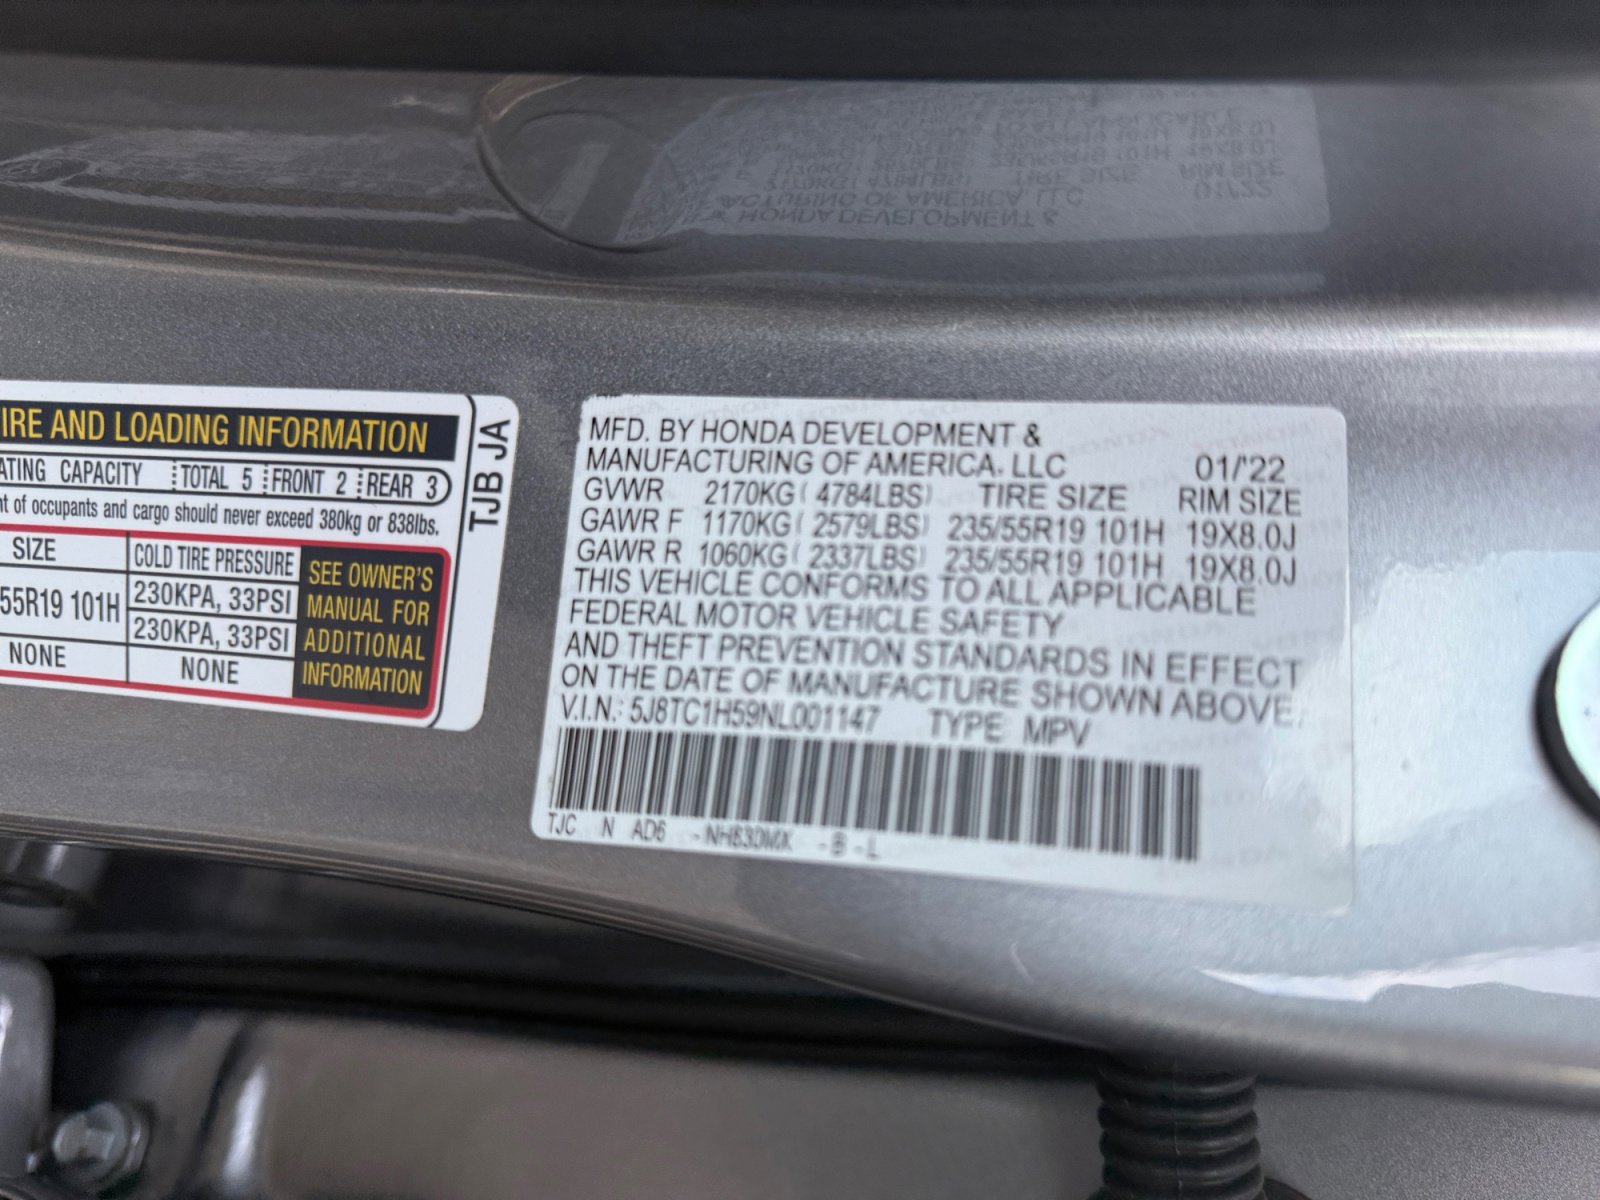 IRE AND LOADING INFORMATION
ATING CAPACITY TOTAL 5 FRONT 2 REAR 3
nt of occupants and cargo should never exceed 380kg or 838lbs.
SIZE COLD TIRE PRESSURE
55R19 101H 230KPA, 33PSI
230KPA, 33PSI
NONE NONE
SEE OWNER'S
MANUAL FOR
ADDITIONAL
INFORMATION
TJB JA
MFD. BY HONDA DEVELOPMENT &
MANUFACTURING OF AMERICA, LLC 01/'22
GVWR 2170KG( 4784LBS) TIRE SIZE RIM SIZE
GAWR F 1170KG( 2579LBS) 235/55R19 101H 19X8.0J
GAWR R 1060KG( 2337LBS) 235/55R19 101H 19X8.0J
THIS VEHICLE CONFORMS TO ALL APPLICABLE
FEDERAL MOTOR VEHICLE SAFETY
AND THEFT PREVENTION STANDARDS IN EFFECT
ON THE DATE OF MANUFACTURE SHOWN ABOVE.
V.I.N.: 5J8TC1H59NL001147 TYPE: MPV
TJC N AD6 -NH830MX -B -L